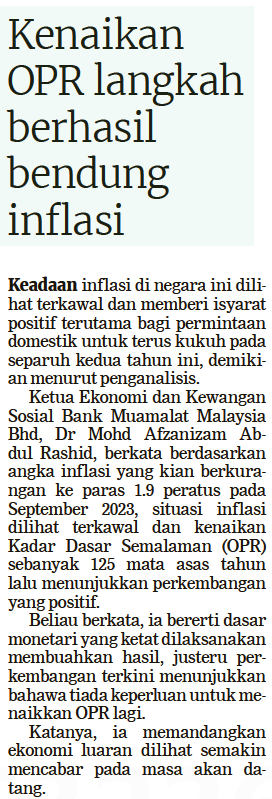 Kenaikan
OPR langkah
berhasil
bendung
inflasi
Keadaan inflasi di negara ini dili-
hat terkawal dan memberi isyarat
positif terutama bagi permintaan
domestik untuk terus kukuh pada
separuh kedua tahun ini, demiki-
an menurut penganalisis.
Ketua Ekonomi dan Kewangan
Sosial Bank Muamalat Malaysia
Bhd, Dr Mohd Afzanizam Ab-
dul Rashid, berkata berdasarkan
angka inflasi yang kian berkura-
ngan ke paras 1.9 peratus pada
September 2023, situasi inflasi
dilihat terkawal dan kenaikan
Kadar Dasar Semalaman (OPR)
sebanyak 125 mata asas tahun
lalu menunjukkan perkembangan
yang positif.
Beliau berkata, ia bererti dasar
monetari yang ketat dilaksanakan
membuahkan hasil, justeru per-
kembangan terkini menunjukkan
bahawa tiada keperluan untuk me-
naikkan OPR lagi.
Katanya, ia memandangkan
ekonomi luaran dilihat semakin
mencabar pada masa akan da-
tang.